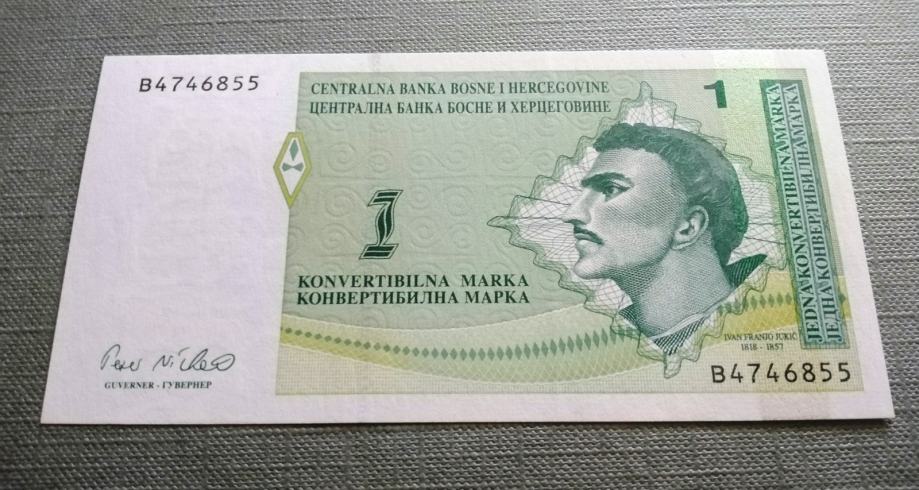 B4746855
CENTRALNA BANKA BOSNE I HERCEGOVINE
ЦЕНТРАЛНА БАНКА БОСНЕ И ХЕРЦЕГОВИНЕ
1
JEDNA KONVERTIBILNA MARKA
ЈЕДНА КОНВЕРТИБИЛНА МАРКА
1
KONVERTIBILNA MARKA
КОНВЕРТИБИЛНА МАРКА
IVAN FRANJO JUKIĆ
1818 - 1857
B4746855
GUVERNER - ГУВЕРНЕР